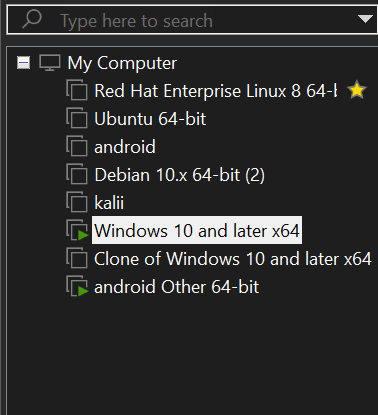 Type here to search
My Computer
Red Hat Enterprise Linux 8 64-b
Ubuntu 64-bit
android
Debian 10.x 64-bit (2)
kalii
Windows 10 and later x64
Clone of Windows 10 and later x64
android Other 64-bit